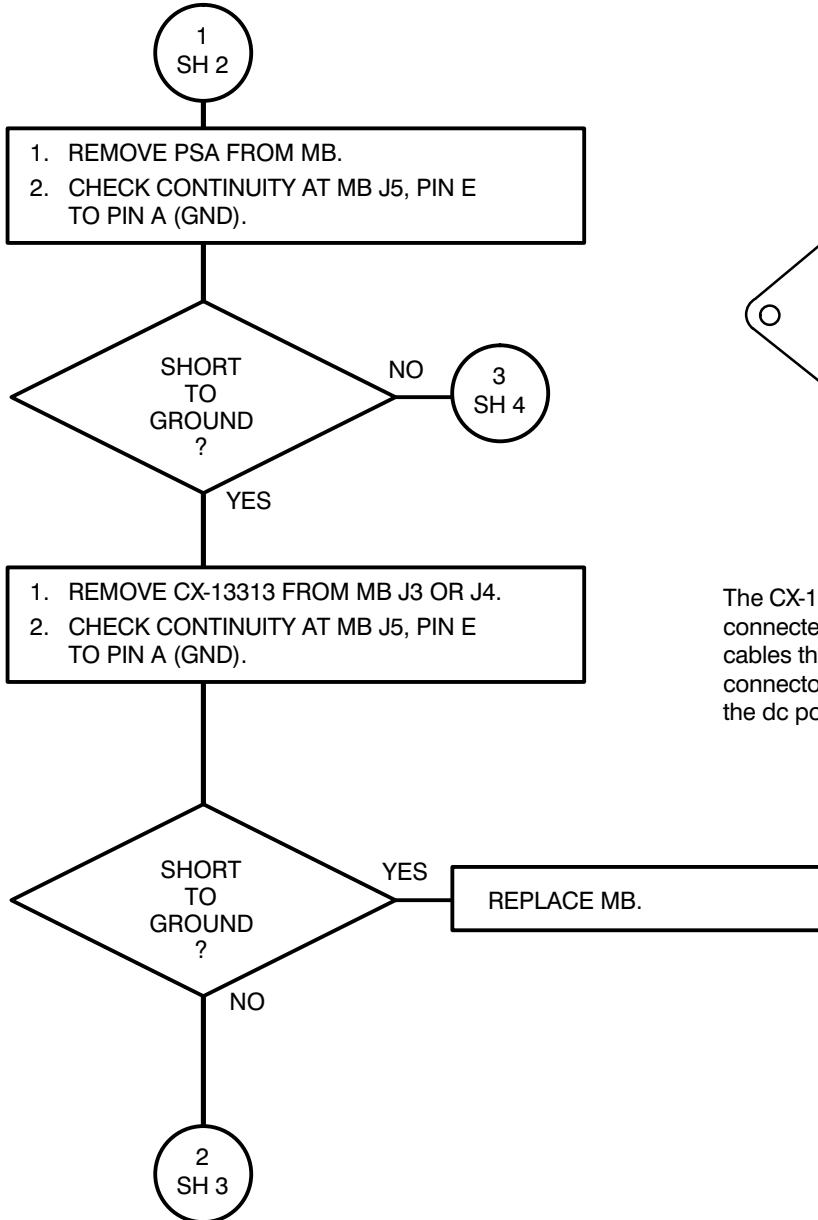 1
SH 2
1. REMOVE PSA FROM MB.
2. CHECK CONTINUITY AT MB J5, PIN E
TO PIN A (GND).
SHORT
TO
GROUND
?
NO
3
SH 4
YES
1. REMOVE CX-13313 FROM MB J3 OR J4.
2. CHECK CONTINUITY AT MB J5, PIN E
TO PIN A (GND).
The CX-1
connecte
cables th
connecto
the dc po
SHORT
TO
GROUND
?
YES
REPLACE MB.
NO
2
SH 3